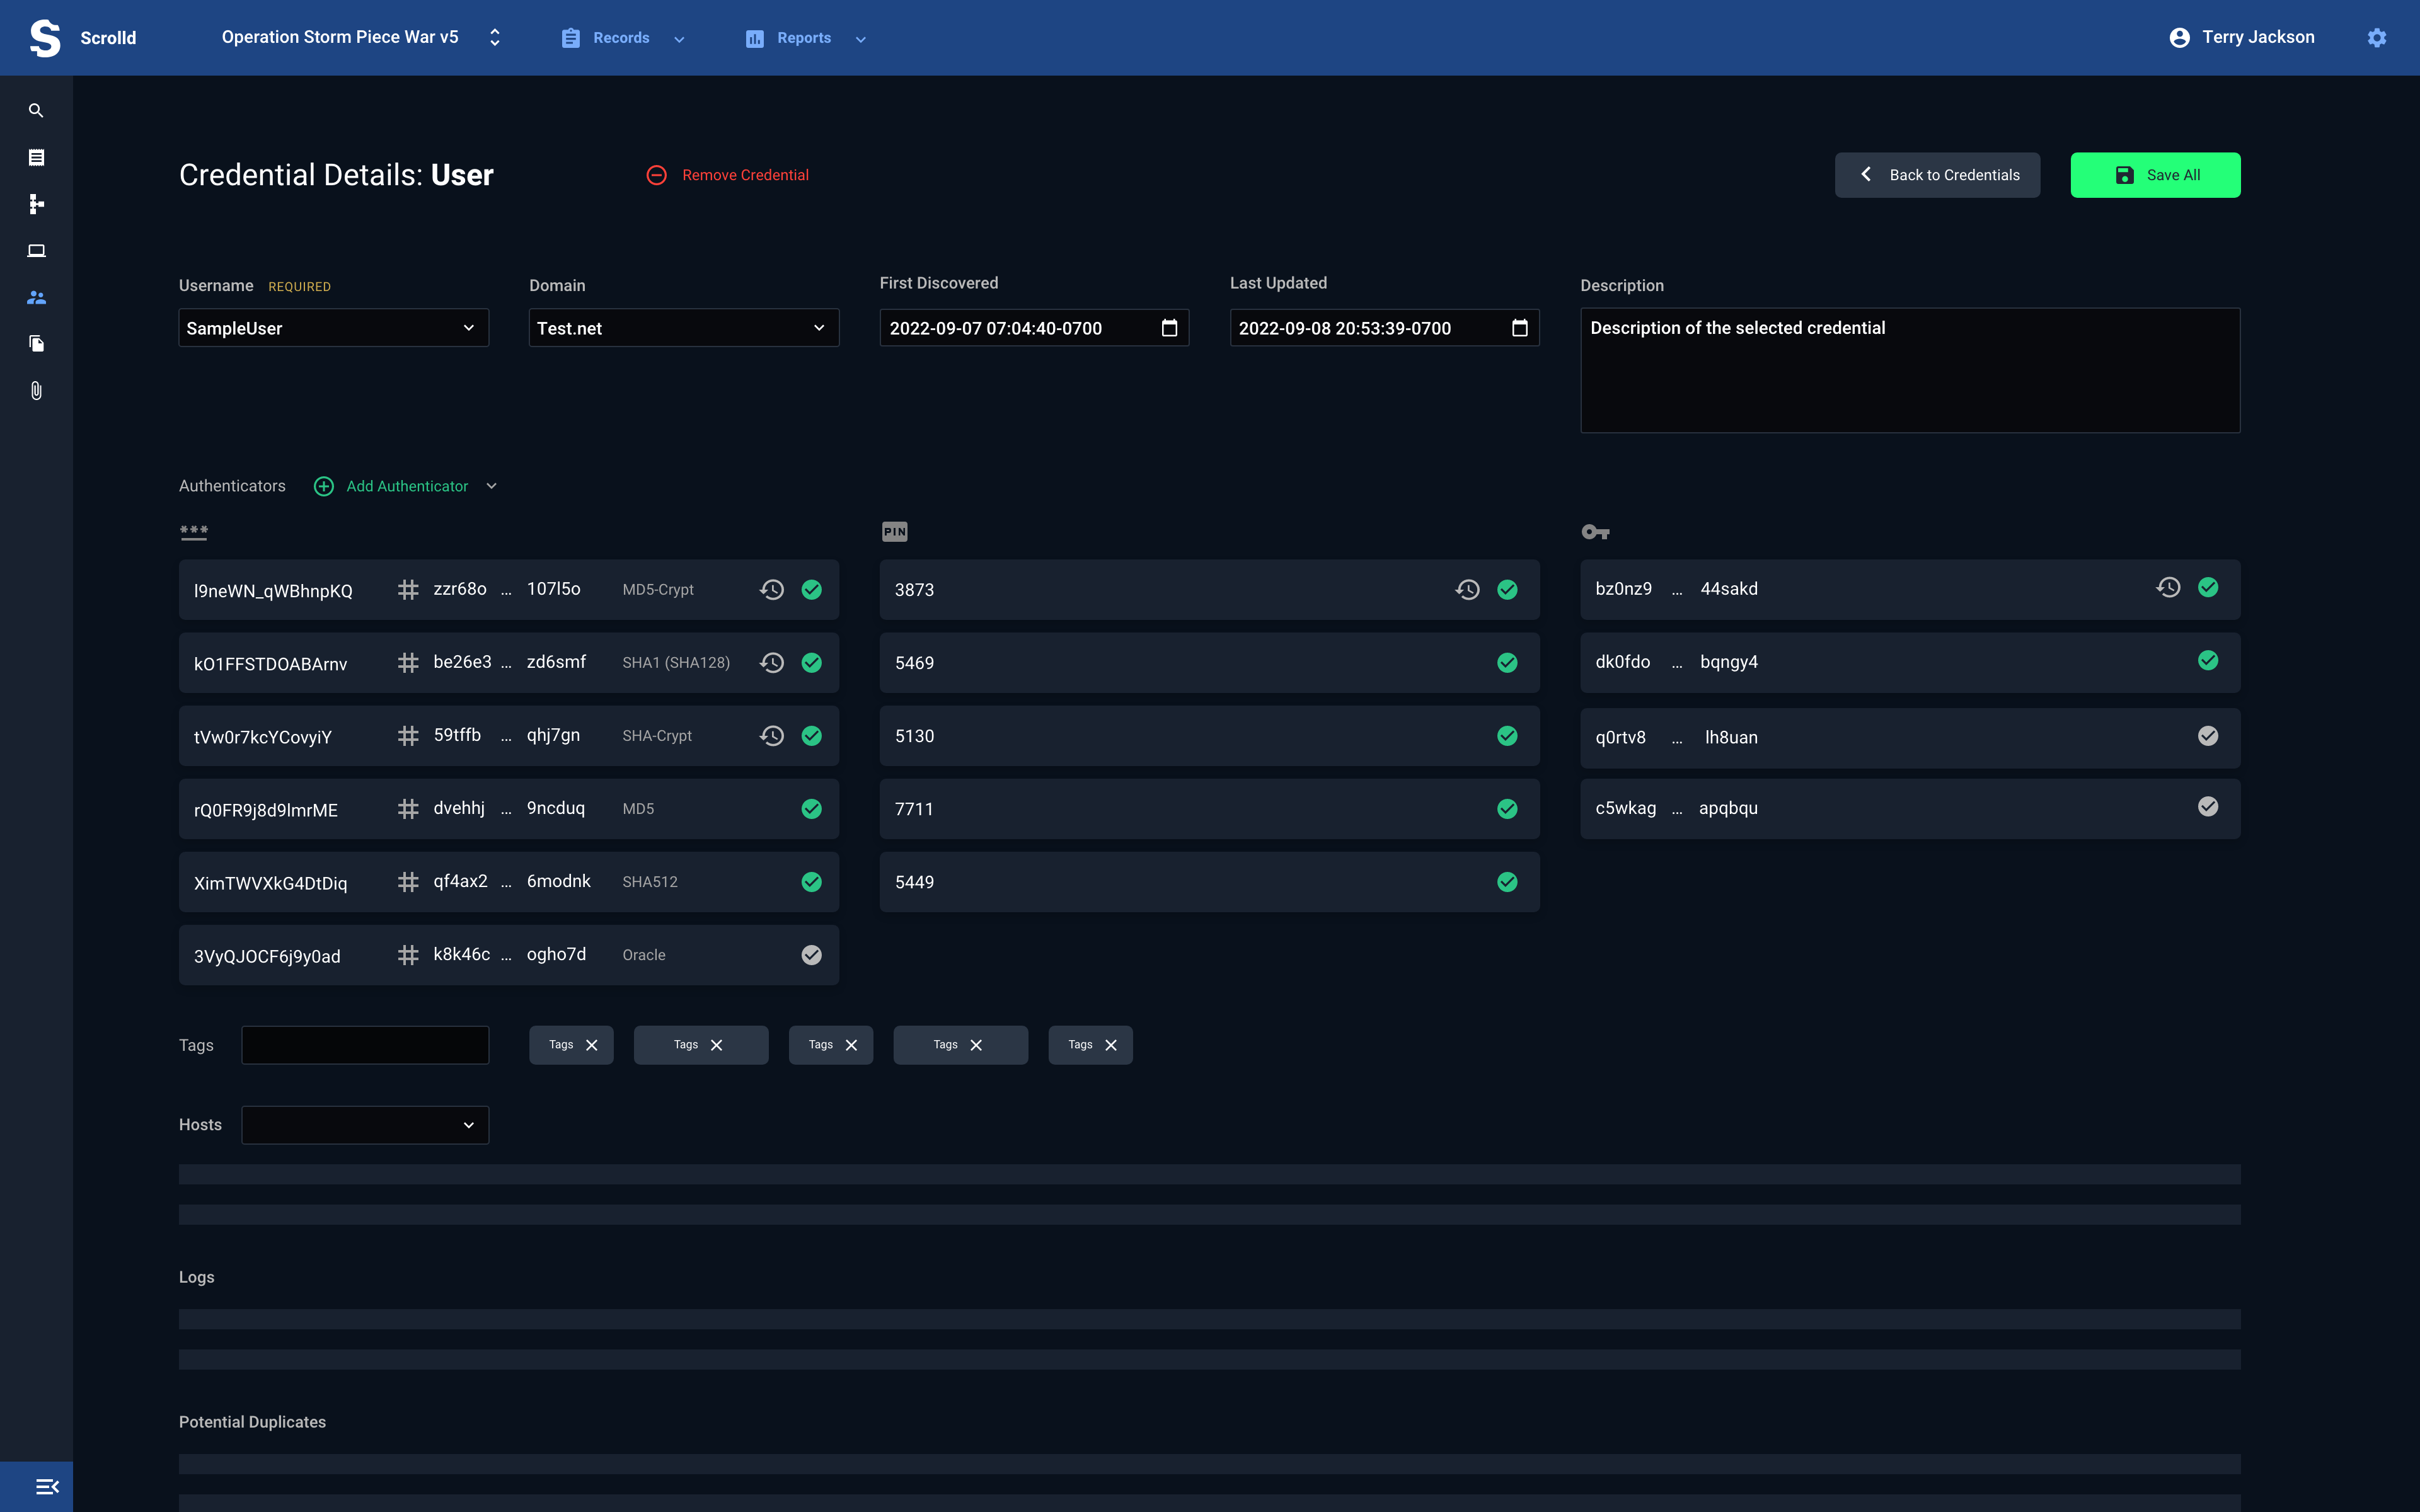 Scrolld Operation Storm Piece War v5 Records Reports Terry Jackson
Credential Details: User Remove Credential Back to Credentials Save All
Username REQUIRED Domain First Discovered Last Updated Description
SampleUser Test.net 2022-09-07 07:04:40-0700 2022-09-08 20:53:39-0700 Description of the selected credential
Authenticators Add Authenticator
*** PIN
l9neWN_qWBhnpKQ zzr68o ... 107l5o MD5-Crypt 3873 bz0nz9 ... 44sakd
kO1FFSTDOABArnv be26e3 ... zd6smf SHA1 (SHA128) 5469 dk0fdo ... bqngy4
tVw0r7kcYCovyiY 59tffb ... qhj7gn SHA-Crypt 5130 q0rtv8 ... lh8uan
rQ0FR9j8d9lmrME dvehhj ... 9ncduq MD5 7711 c5wkag ... apqbqu
XimTWVXkG4DtDiq qf4ax2 ... 6modnk SHA512 5449
3VyQJOCF6j9y0ad k8k46c ... ogho7d Oracle
Tags Tags Tags Tags Tags Tags
Hosts
Logs
Potential Duplicates